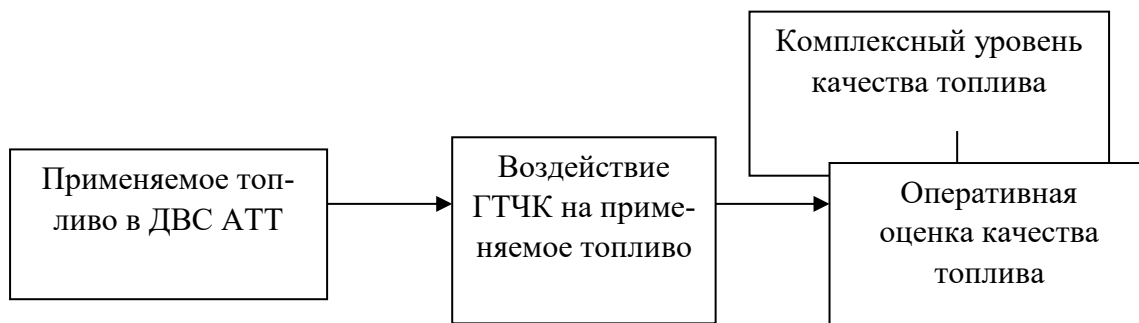 Комплексный уровень
качества топлива
Применяемое топ-
ливо в ДВС АТТ
Воздействие
ГТЧК на приме-
няемое топливо
Оперативная
оценка качества
топлива